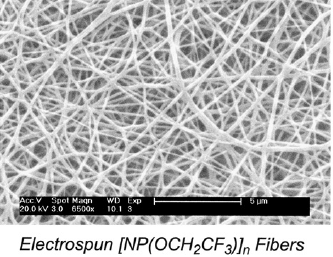 Acc.V Spot Magn WD Exp 5 µm
20.0 kV 3.0 6500x 10.1 3
Electrospun [NP(OCH2CF3)]n Fibers